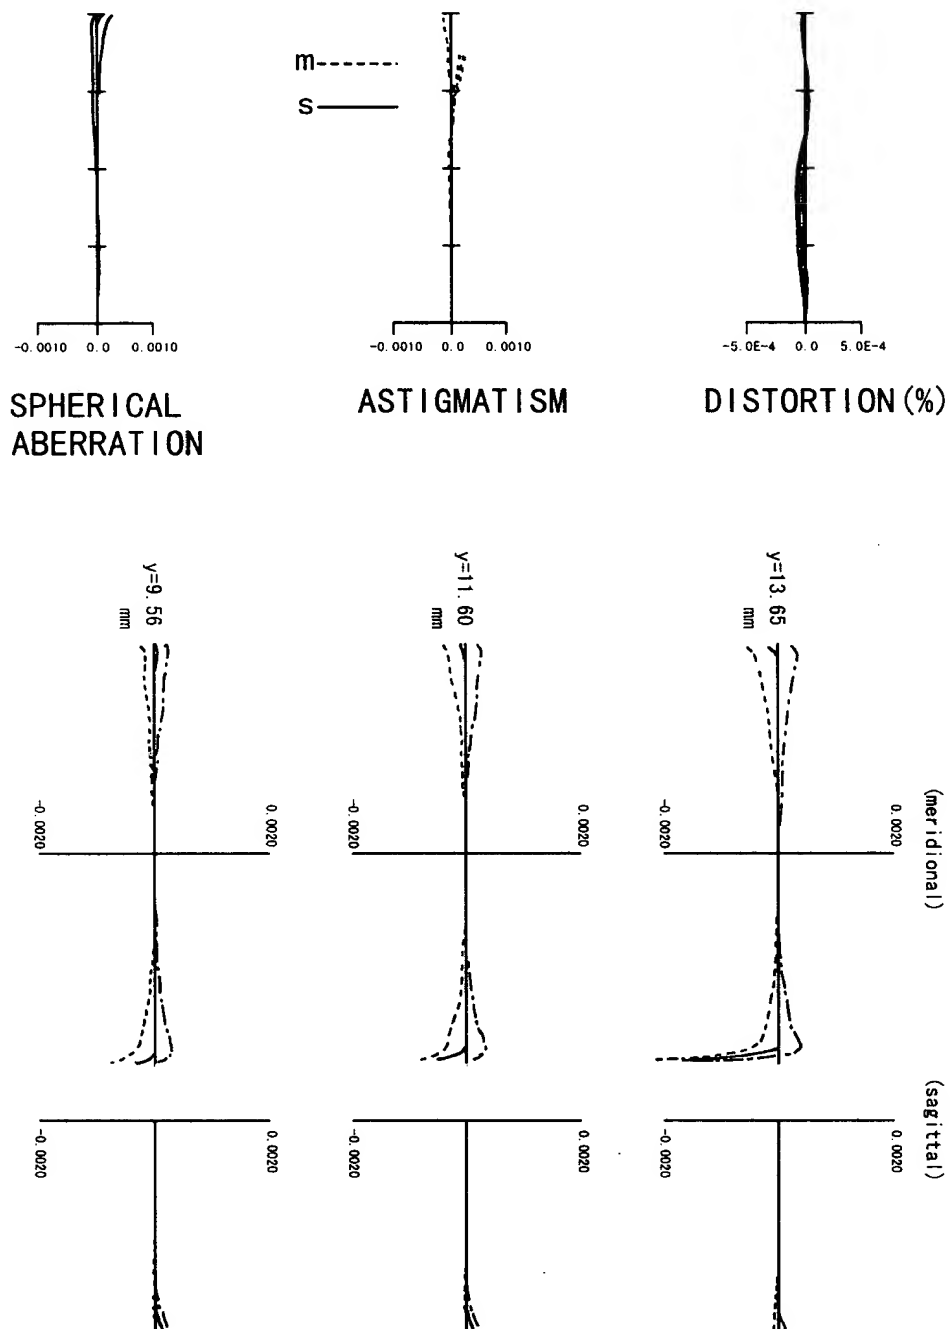 m
S
-0.0010 0.0 0.0010
-0.0010 0.0 0.0010
-5.0E-4 0.0 5.0E-4
SPHERICAL
ABERRATION
ASTIGMATISM
DISTORTION(%)
y=9.56
mm
y=11.60
mm
y=13.65
mm
-0.0020
0.0020
-0.0020
0.0020
-0.0020
0.0020
(meridional)
-0.0020
0.0020
-0.0020
0.0020
-0.0020
0.0020
(sagittal)